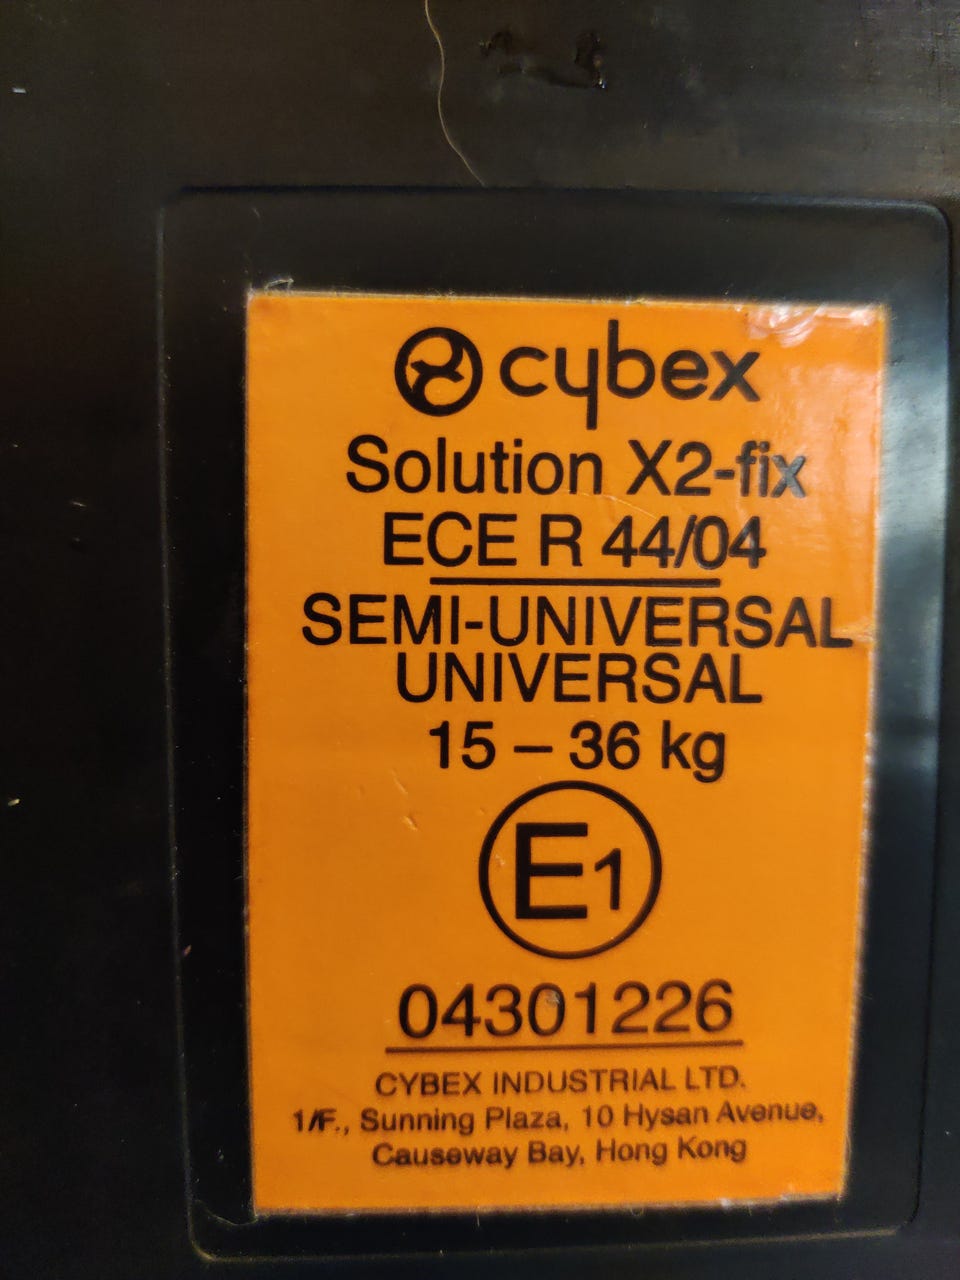 cybex
Solution X2-fix
ECE R 44/04
SEMI-UNIVERSAL
UNIVERSAL
15 – 36 kg
E1
04301226
CYBEX INDUSTRIAL LTD.
1/F., Sunning Plaza, 10 Hysan Avenue,
Causeway Bay, Hong Kong